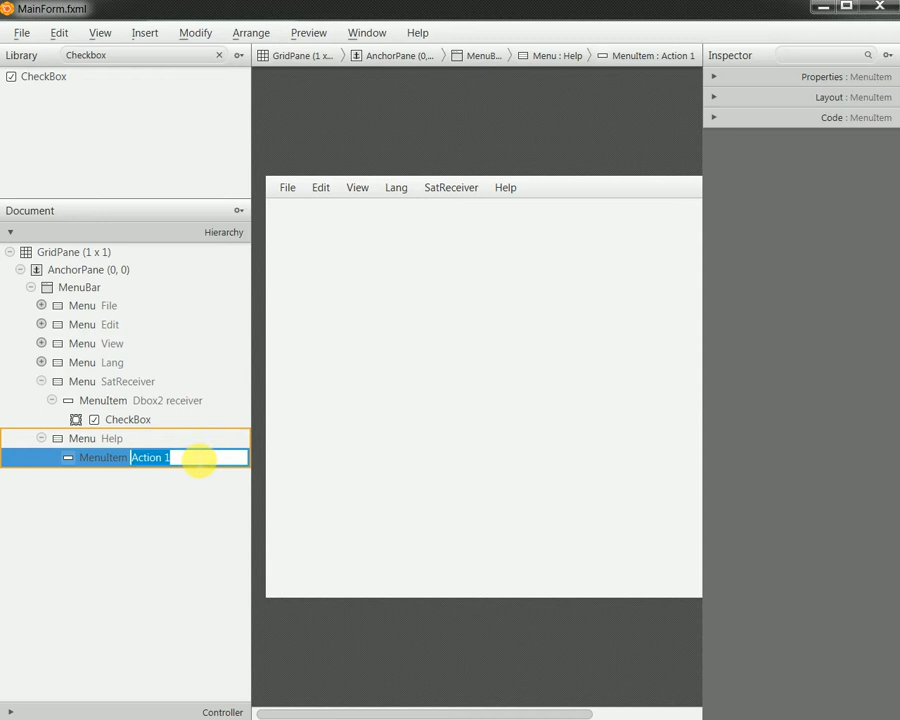 MainForm.fxml
File Edit View Insert Modify Arrange Preview Window Help
Library Checkbox
CheckBox
GridPane (1 x... AnchorPane (0,... MenuB... Menu : Help MenuItem : Action 1
Inspector
Properties : MenuItem
Layout : MenuItem
Code : MenuItem
Document
Hierarchy
GridPane (1 x 1)
AnchorPane (0, 0)
MenuBar
Menu File
Menu Edit
Menu View
Menu Lang
Menu SatReceiver
MenuItem Dbox2 receiver
CheckBox
Menu Help
MenuItem Action 1
Controller
File Edit View Lang SatReceiver Help